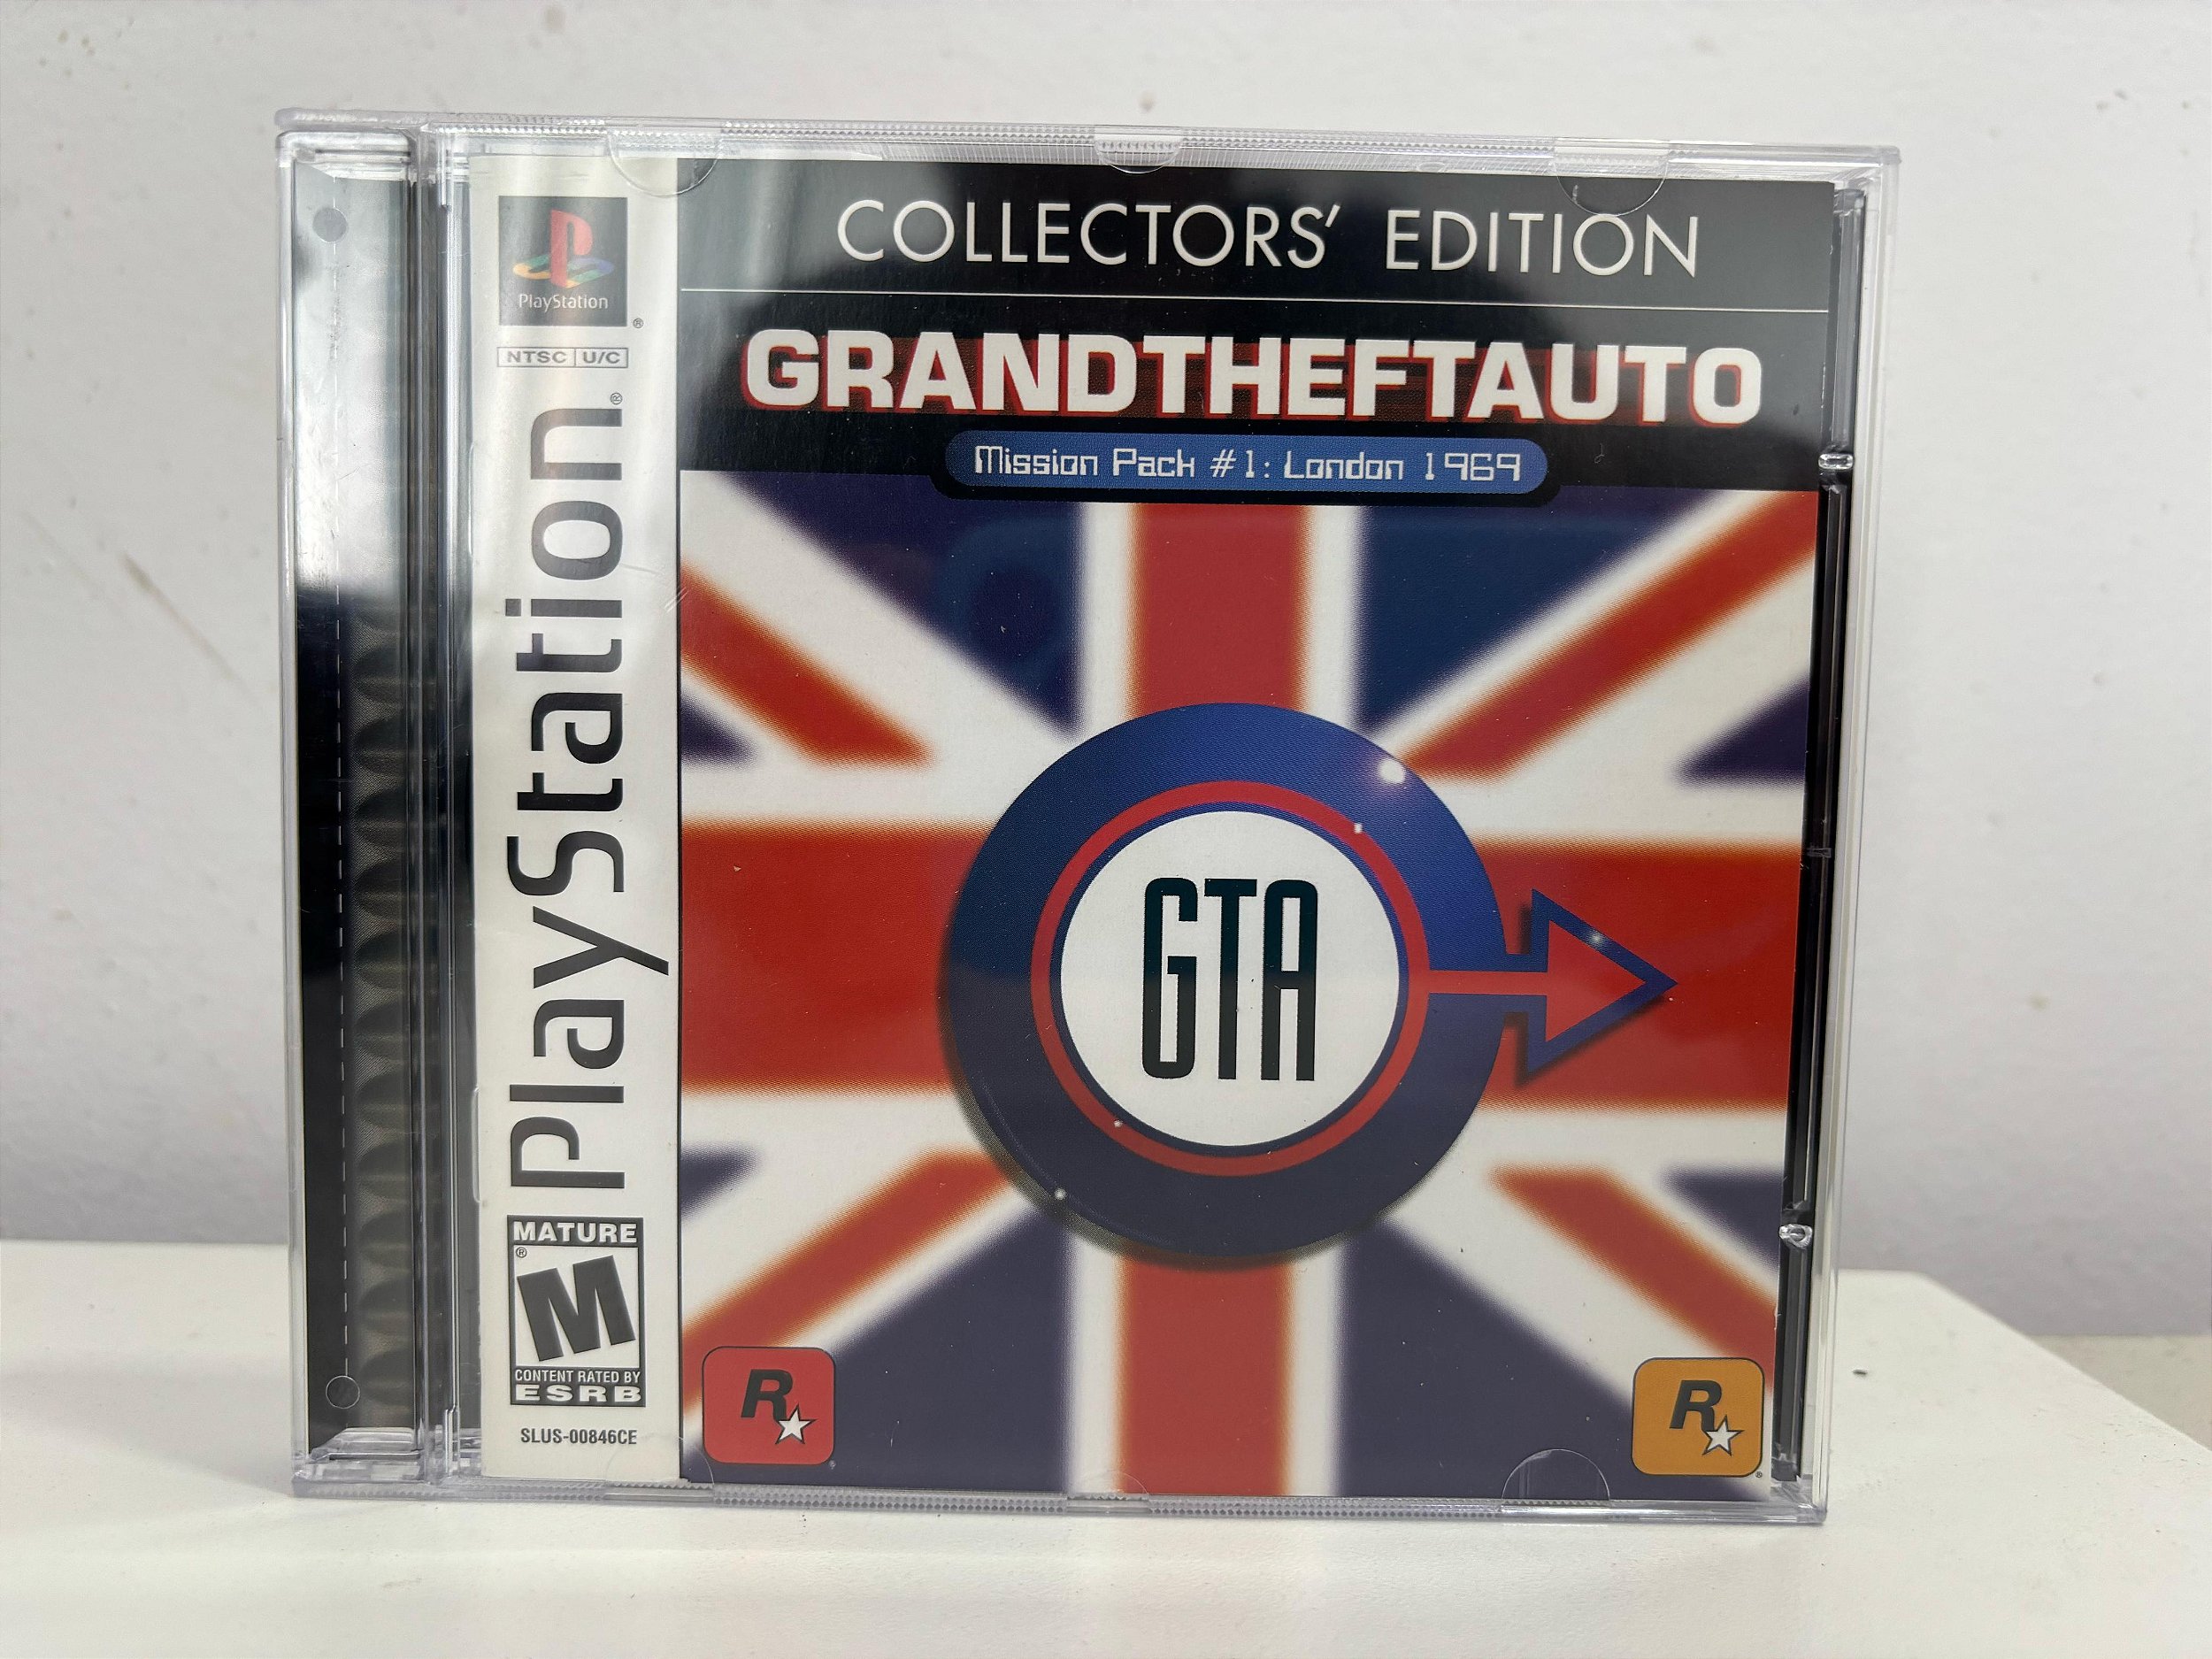 COLLECTORS' EDITION
GRANDTHEFTAUTO
Mission Pack #1: London 1969
PlayStation
®
NTSC U/C
PlayStation®
GTA
MATURE
M
®
CONTENT RATED BY
ESRB
SLUS-00846CE
R
R
®